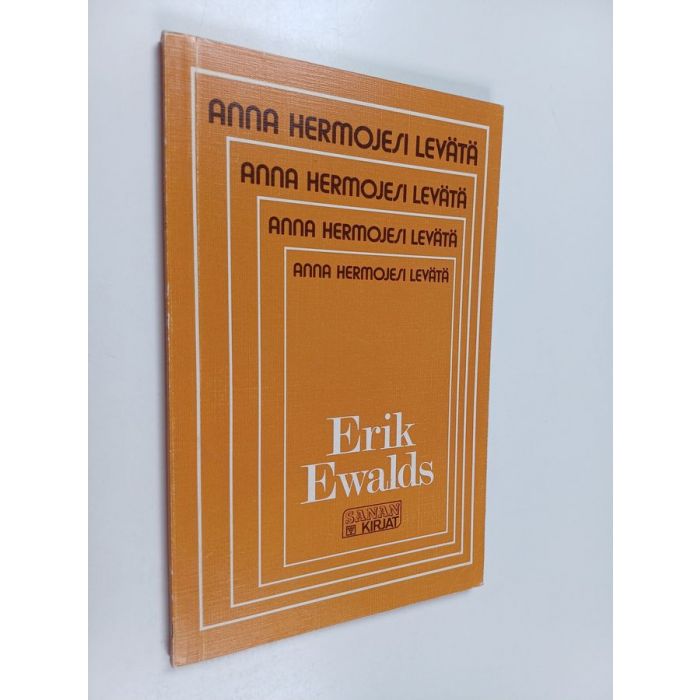 ANNA HERMOJESI LEVÄTÄ
ANNA HERMOJESI LEVÄTÄ
ANNA HERMOJESI LEVÄTÄ
ANNA HERMOJESI LEVÄTÄ
Erik
Ewalds
SANAN
KIRJAT